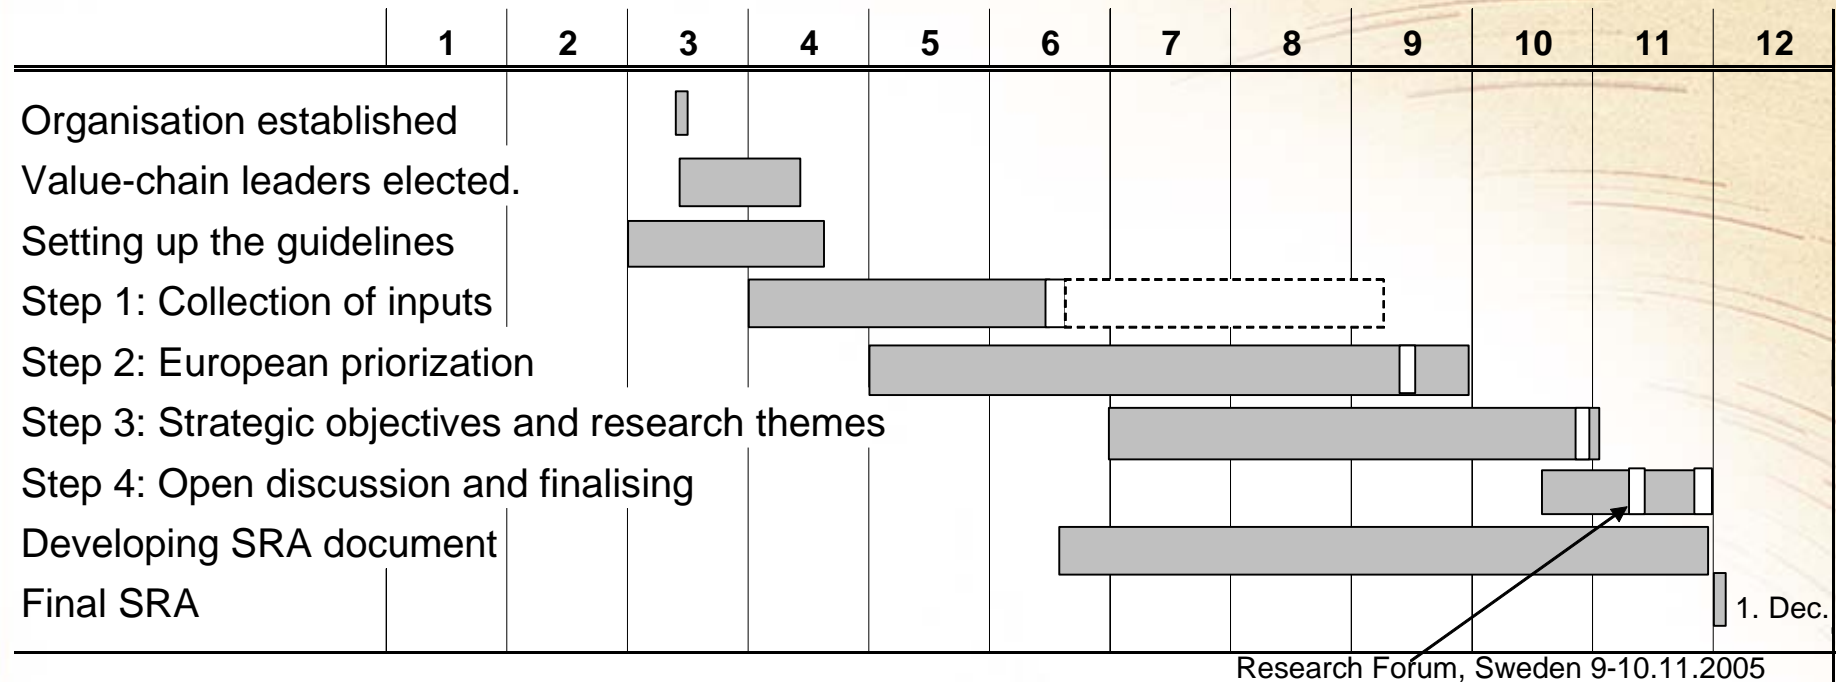 1 2 3 4 5 6 7 8 9 10 11 12
Organisation established
Value-chain leaders elected.
Setting up the guidelines
Step 1: Collection of inputs
Step 2: European priorization
Step 3: Strategic objectives and research themes
Step 4: Open discussion and finalising
Developing SRA document
Final SRA 1. Dec.
Research Forum, Sweden 9-10.11.2005